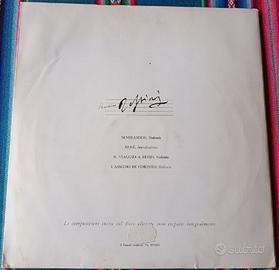 SEMIRAMIDE, Sinfonia
MOSÈ, Introduzione
IL VIAGGIO A REIMS, Sinfonia
L'ASSEDIO DI CORINTO, Sinfonia
Le composizioni incise sul disco allegato sono eseguite integralmente
subito